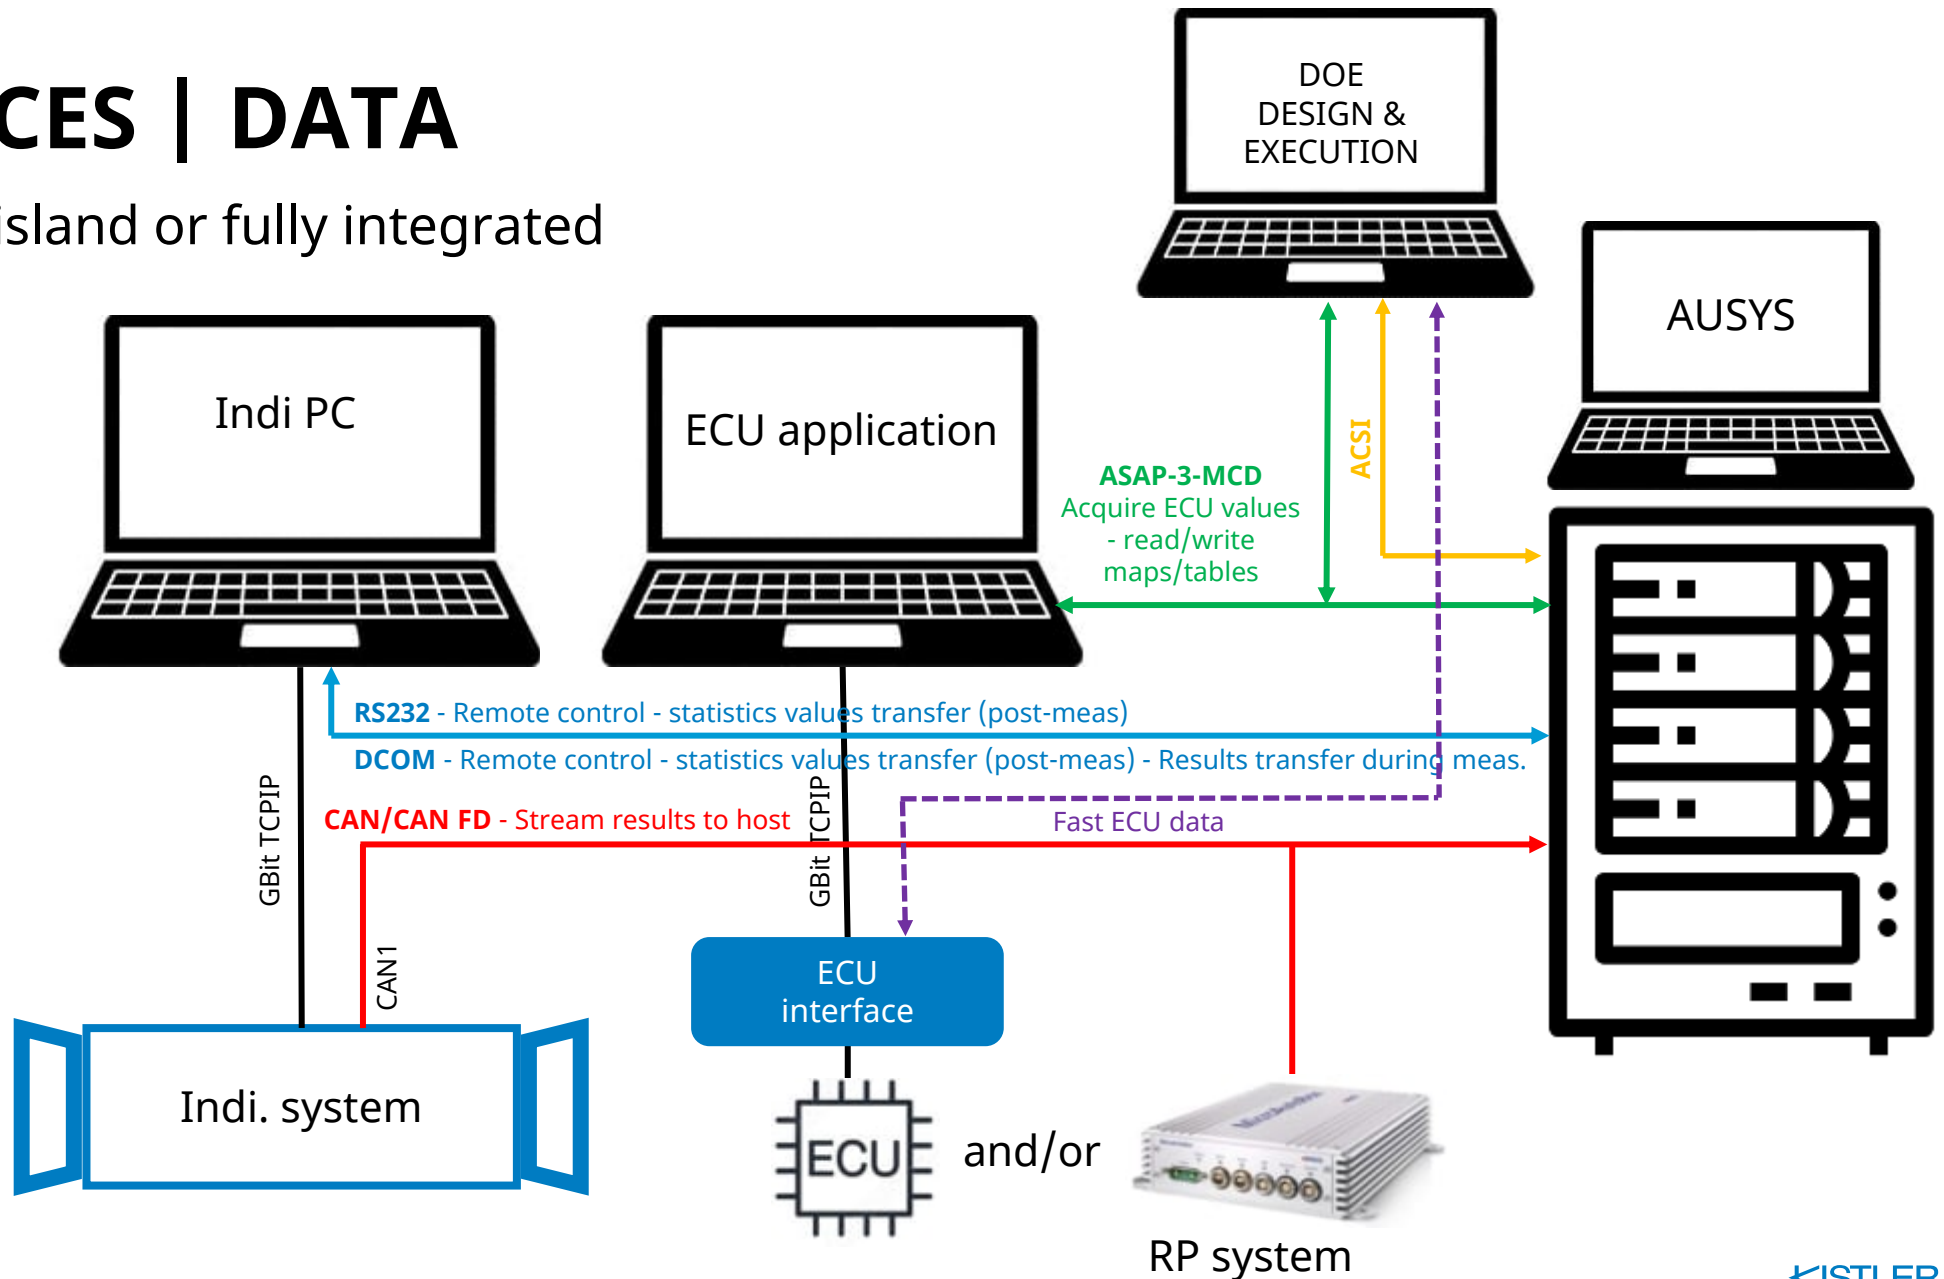 CES | DATA
island or fully integrated
DOE
DESIGN &
EXECUTION
AUSYS
Indi PC
ECU application
ACSI
ASAP-3-MCD
Acquire ECU values
- read/write
maps/tables
RS232 - Remote control - statistics values transfer (post-meas)
DCOM - Remote control - statistics values transfer (post-meas) - Results transfer during meas.
GBit TCPIP
GBit TCPIP
CAN/CAN FD - Stream results to host
Fast ECU data
CAN1
ECU
interface
Indi. system
ECU
and/or
RP system
KISTLER